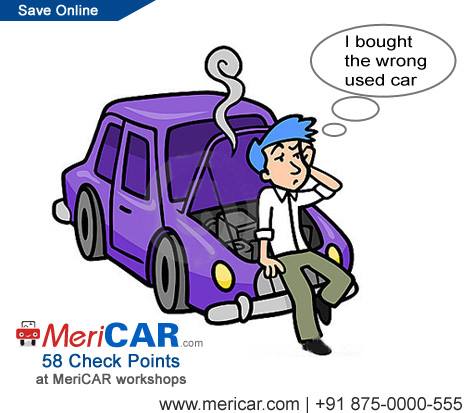 Save Online
I bought
the wrong
used car
MeriCAR.com
58 Check Points
at MeriCAR workshops
www.mericar.com | +91 875-0000-555